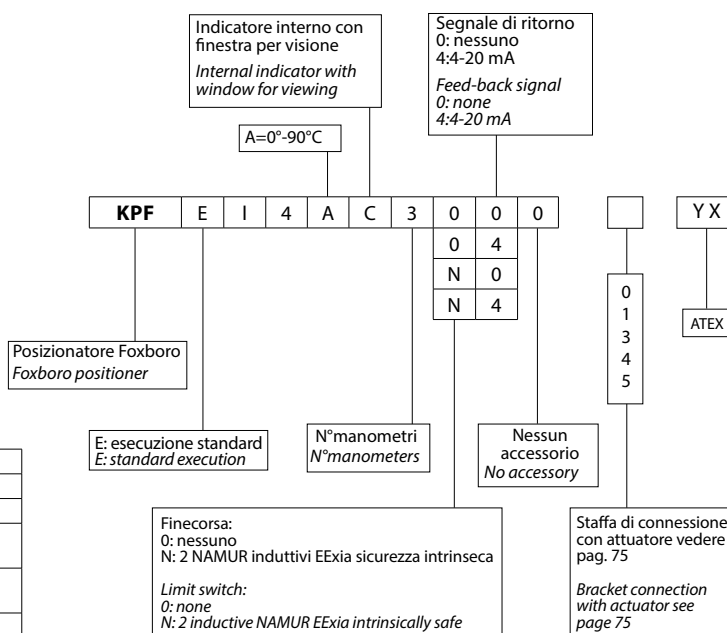 Indicatore interno con
finestra per visione
Internal indicator with
window for viewing
Segnale di ritorno
0: nessuno
4:4-20 mA
Feed-back signal
0: none
4:4-20 mA
A=0°-90°C
KPF E I 4 A C 3 0 0 0 Y X
0 4
N 0
N 4
0
1
3
4
5
ATEX
Posizionatore Foxboro
Foxboro positioner
E: esecuzione standard
E: standard execution
N°manometri
N°manometers
Nessun
accessorio
No accessory
Finecorsa:
0: nessuno
N: 2 NAMUR induttivi EExia sicurezza intrinseca
Limit switch:
0: none
N: 2 inductive NAMUR EExia intrinsically safe
Staffa di connessione
con attuatore vedere
pag. 75
Bracket connection
with actuator see
page 75